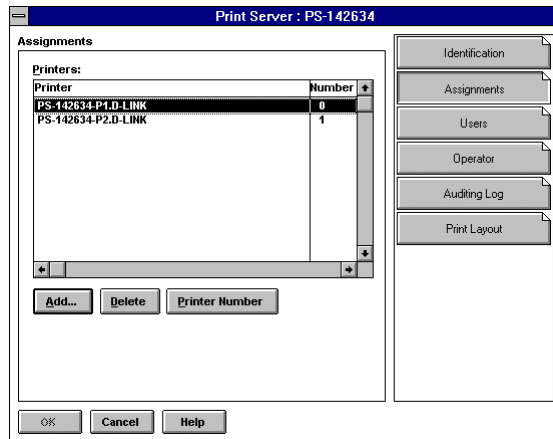 Print Server : PS-142634
Assignments
Printers:
Printer Number
PS-142634-P1.D-LINK 0
PS-142634-P2.D-LINK 1
Add... Delete Printer Number
OK Cancel Help
Identification
Assignments
Users
Operator
Auditing Log
Print Layout